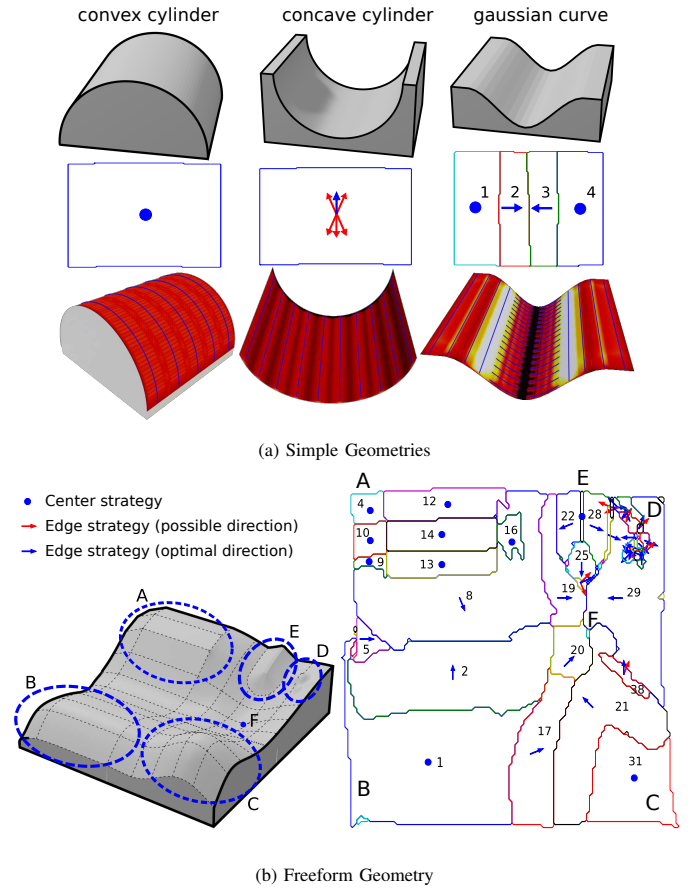 convex cylinder
concave cylinder
gaussian curve
1
2
3
4
(a) Simple Geometries
Center strategy
Edge strategy (possible direction)
Edge strategy (optimal direction)
A
E
D
B
F
C
A
E
D
4
12
22
28
10
14
16
25
9
13
8
19
29
F
5
2
20
38
21
17
1
31
B
C
(b) Freeform Geometry